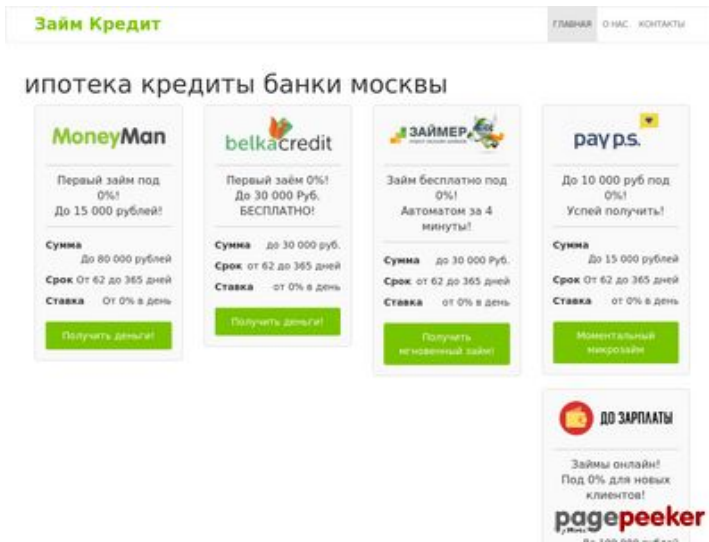 Займ Кредит
ГЛАВНАЯ О НАС КОНТАКТЫ
ипотека кредиты банки москвы
MoneyMan
Первый займ под
0%!
До 15 000 рублей!
Сумма
До 80 000 рублей
Срок От 62 до 365 дней
Ставка От 0% в день
Получить деньги!
belkacredit
Первый заём 0%!
До 30 000 Руб.
БЕСПЛАТНО!
Сумма до 30 000 руб.
Срок от 62 до 365 дней
Ставка от 0% в день
Получить деньги!
ЗАЙМЕР
Займ бесплатно под
0%!
Автоматом за 4
минуты!
Сумма до 30 000 Руб.
Срок от 62 до 365 дней
Ставка от 0% в день
Получить
мгновенный займ!
pay p.s.
До 10 000 руб под
0%!
Успей получить!
Сумма
До 15 000 рублей
Срок От 62 до 365 дней
Ставка От 0% в день
Моментальный
микрозайм
ДО ЗАРПЛАТЫ
Займы онлайн!
Под 0% для новых
клиентов!
pagepeeker
До 100 000 рублей